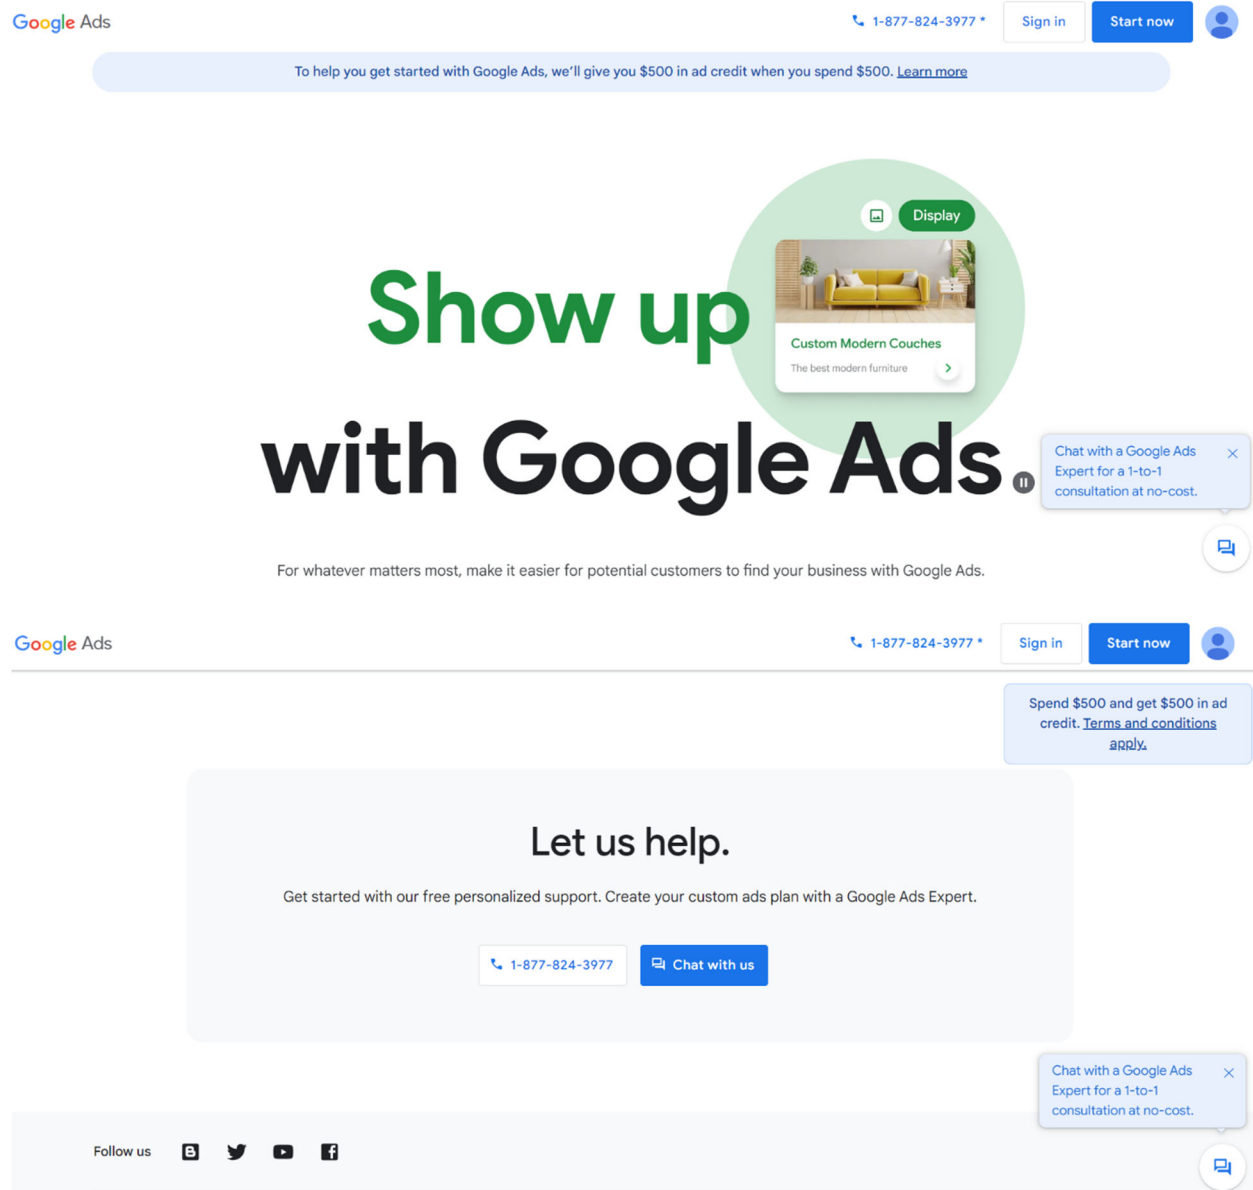 Google Ads
1-877-824-3977 *
Sign in
Start now
To help you get started with Google Ads, we'll give you $500 in ad credit when you spend $500. Learn more
Display
Show up
Custom Modern Couches
The best modern furniture
with Google Ads.
Chat with a Google Ads
Expert for a 1-to-1
consultation at no-cost.
For whatever matters most, make it easier for potential customers to find your business with Google Ads.
Google Ads
1-877-824-3977 *
Sign in
Start now
Spend $500 and get $500 in ad
credit. Terms and conditions
apply.
Let us help.
Get started with our free personalized support. Create your custom ads plan with a Google Ads Expert.
1-877-824-3977
Chat with us
Chat with a Google Ads
Expert for a 1-to-1
consultation at no-cost.
Follow us